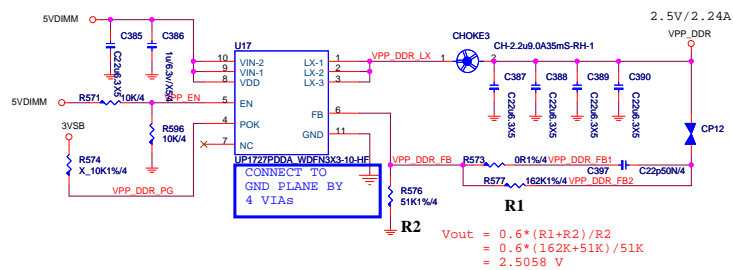 5VDIMM
C385
C22u6.3X5
C386
1u/6.3v/X5/4
U17
10 VIN-2
9 VIN-1
8 VDD
5 EN
4 POK
7 NC
LX-1 1
LX-2 2
LX-3 3
FB 6
GND 11
UP1727PDDA_WDFN3X3-10-HF
CONNECT TO
GND PLANE BY
4 VIAs
VPP_DDR_LX
CHOKE3
1 2
CH-2.2u9.0A35mS-RH-1
2.5V/2.24A
VPP_DDR
C387
C22u6.3X5
C388
C22u6.3X5
C389
C22u6.3X5
C390
C22u6.3X5
CP12
5VDIMM
R571
10K/4
VPP_EN
R596
10K/4
3VSB
R574
X_10K1%/4
VPP_DDR_PG
VPP_DDR_FB
R573
0R1%/4
VPP_DDR_FB1
C397
C22p50N/4
R577
162K1%/4
VPP_DDR_FB2
R576
51K1%/4
R2
R1
Vout = 0.6*(R1+R2)/R2
= 0.6*(162K+51K)/51K
= 2.5058 V